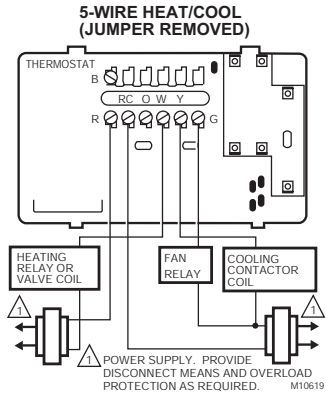 5-WIRE HEAT/COOL
(JUMPER REMOVED)
THERMOSTAT
B
RC O W Y
R
G
HEATING
RELAY OR
VALVE COIL
FAN
RELAY
COOLING
CONTACTOR
COIL
1
1
1 POWER SUPPLY. PROVIDE
DISCONNECT MEANS AND OVERLOAD
PROTECTION AS REQUIRED.
M10619